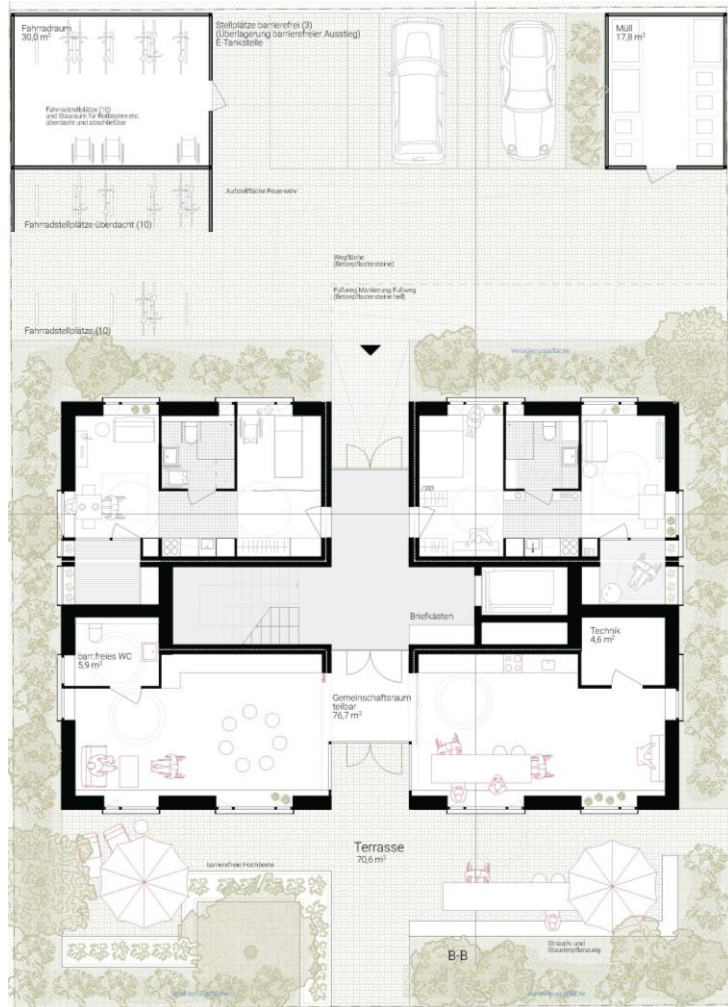 Fahrradraum
30,0 m²
Stellplätze barrierefrei (3)
(Überlagerung barrierefreier Ausstieg)
E-Tankstelle
Müll
17,8 m²
Fahrradstellplätze (10)
und Stauraum für Rollatoren etc.
überdacht und abschließbar
Aufstellfläche Feuerwehr
Fahrradstellplätze überdacht (10)
Wegfläche
(Betonpflastersteine)
Fußweg Markierung Fußweg
(Betonpflastersteine hell)
Fahrradstellplätze (10)
Versickerungsfläche
Briefkästen
barr.freies WC
5,9 m²
Technik
4,6 m²
Gemeinschaftsraum
teilbar
76,7 m²
Terrasse
70,6 m²
barrierefreie Hochbeete
B-B
Strauch- und
Staudenpflanzung